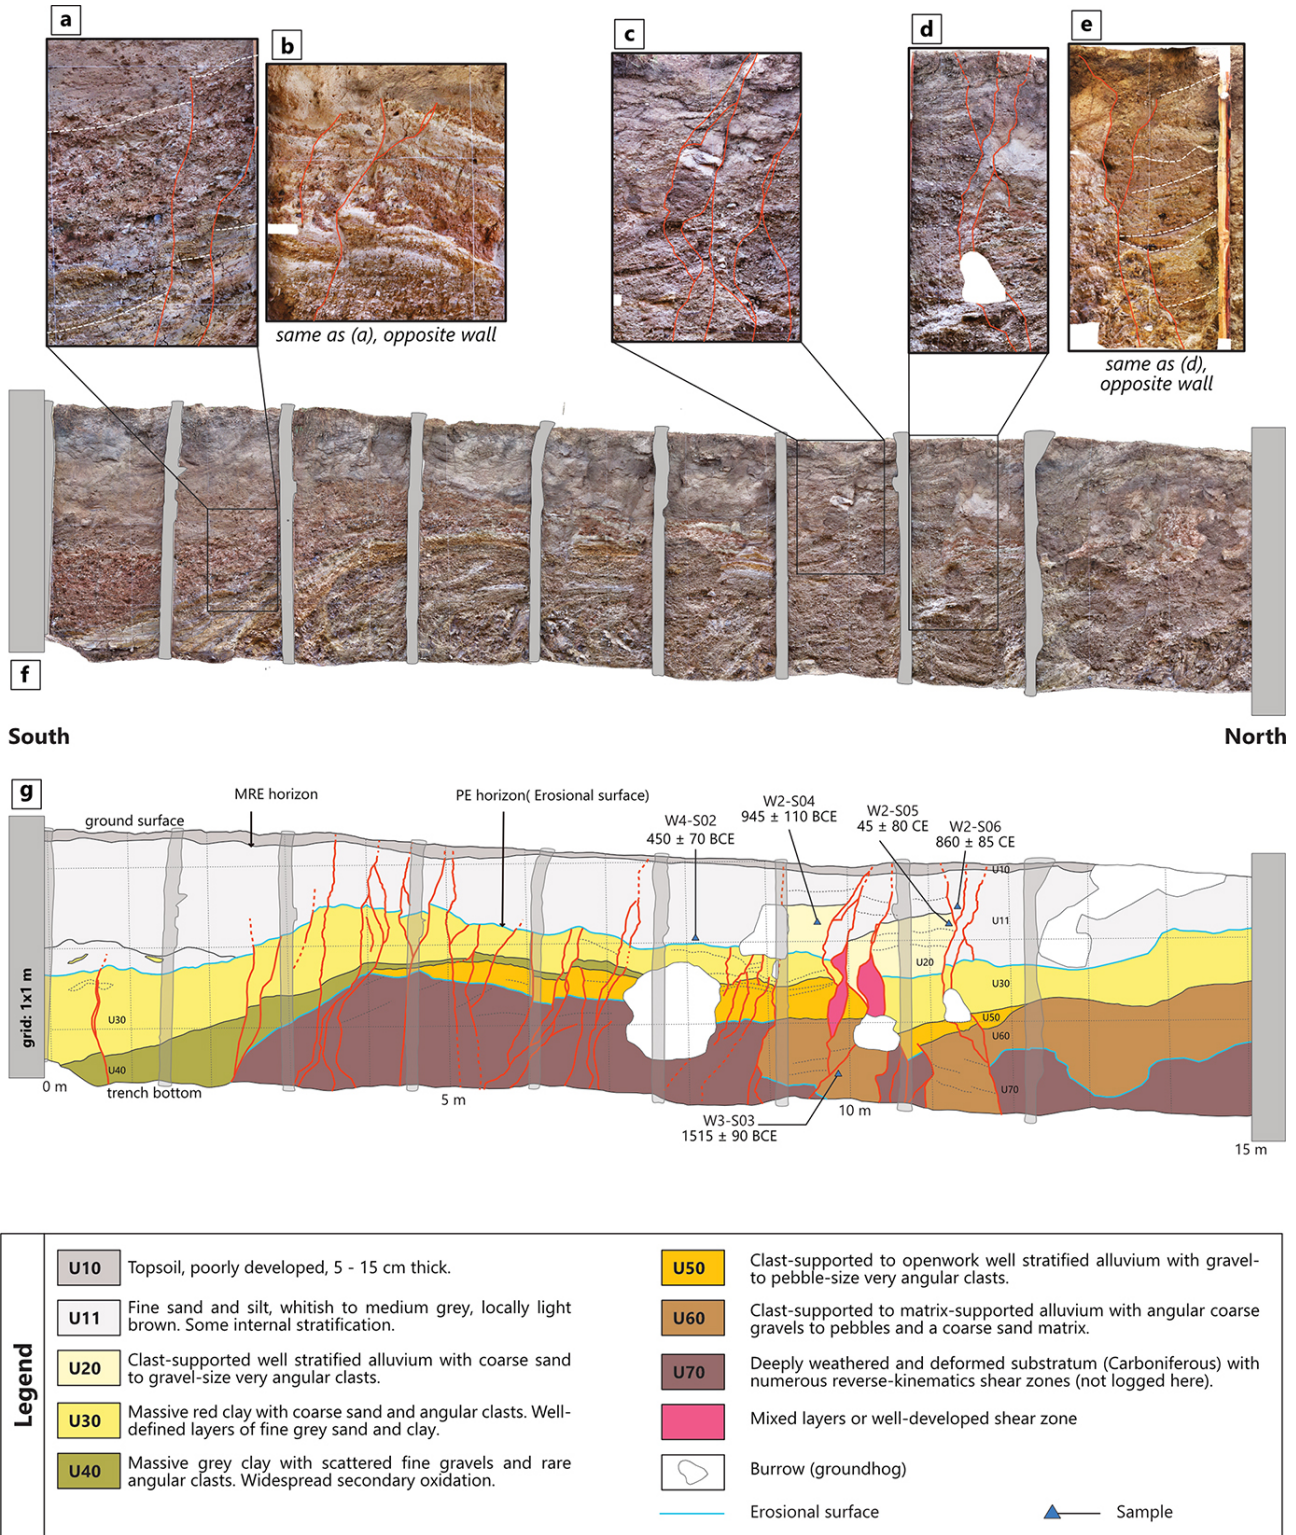 a
b
c
d
e
same as (a), opposite wall
same as (d),
opposite wall
f
South
North
g
MRE horizon
PE horizon( Erosional surface)
ground surface
W4-S02
450 ± 70 BCE
W2-S04
945 ± 110 BCE
W2-S05
45 ± 80 CE
W2-S06
860 ± 85 CE
U10
U11
U20
U30
U50
U60
U70
U30
U40
grid: 1x1 m
0 m
trench bottom
5 m
W3-S03
1515 ± 90 BCE
10 m
15 m
Legend
U10 Topsoil, poorly developed, 5 - 15 cm thick.
U11 Fine sand and silt, whitish to medium grey, locally light
brown. Some internal stratification.
U20 Clast-supported well stratified alluvium with coarse sand
to gravel-size very angular clasts.
U30 Massive red clay with coarse sand and angular clasts. Well-
defined layers of fine grey sand and clay.
U40 Massive grey clay with scattered fine gravels and rare
angular clasts. Widespread secondary oxidation.
U50 Clast-supported to openwork well stratified alluvium with gravel-
to pebble-size very angular clasts.
U60 Clast-supported to matrix-supported alluvium with angular coarse
gravels to pebbles and a coarse sand matrix.
U70 Deeply weathered and deformed substratum (Carboniferous) with
numerous reverse-kinematics shear zones (not logged here).
Mixed layers or well-developed shear zone
Burrow (groundhog)
Erosional surface
Sample